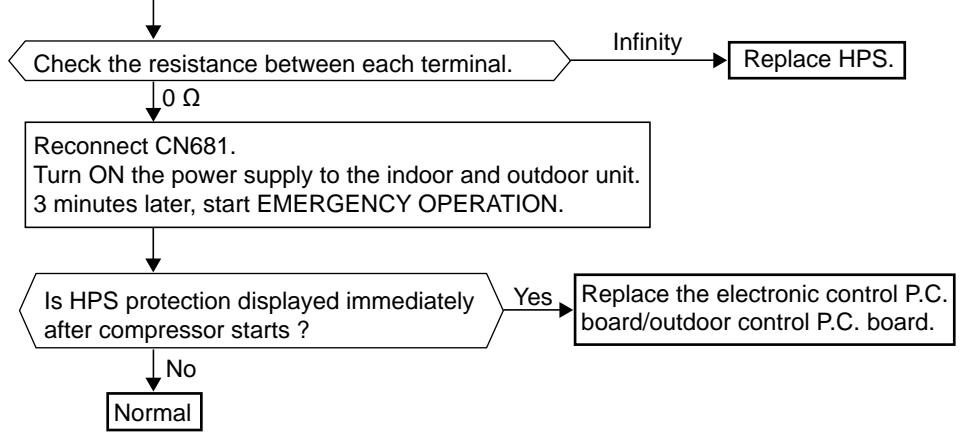 Check the resistance between each terminal.
Infinity
Replace HPS.
0 Ω
Reconnect CN681.
Turn ON the power supply to the indoor and outdoor unit.
3 minutes later, start EMERGENCY OPERATION.
Is HPS protection displayed immediately
after compressor starts ?
Yes
Replace the electronic control P.C.
board/outdoor control P.C. board.
No
Normal